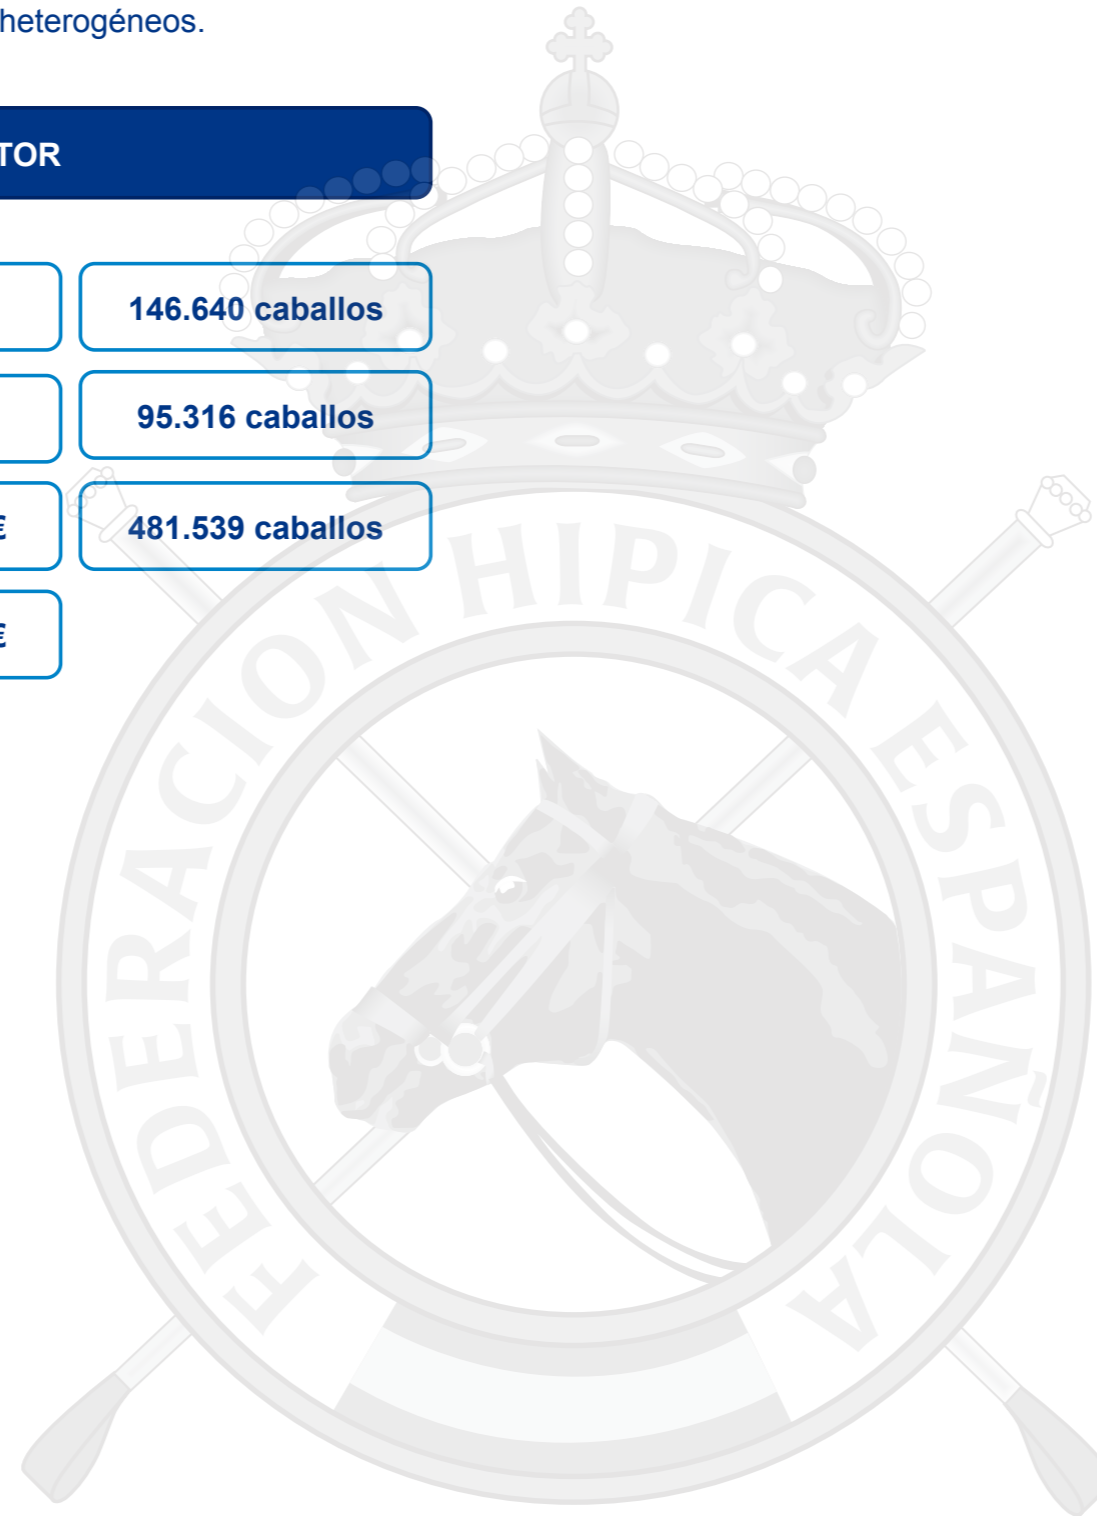 heterogéneos.
TOR
146.640 caballos
95.316 caballos
€
481.539 caballos
€
FEDERACION HIPICA ESPAÑOLA